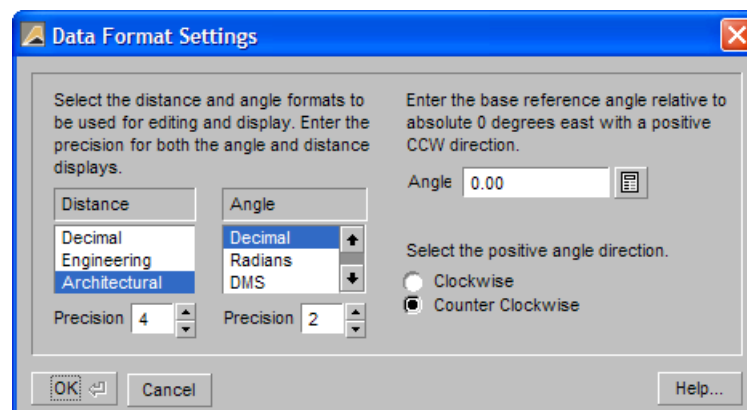 Data Format Settings
Select the distance and angle formats to
be used for editing and display. Enter the
precision for both the angle and distance
displays.
Distance
Angle
Decimal
Engineering
Architectural
Decimal
Radians
DMS
Precision 4
Precision 2
Enter the base reference angle relative to
absolute 0 degrees east with a positive
CCW direction.
Angle 0.00
Select the positive angle direction.
Clockwise
Counter Clockwise
OK
Cancel
Help...